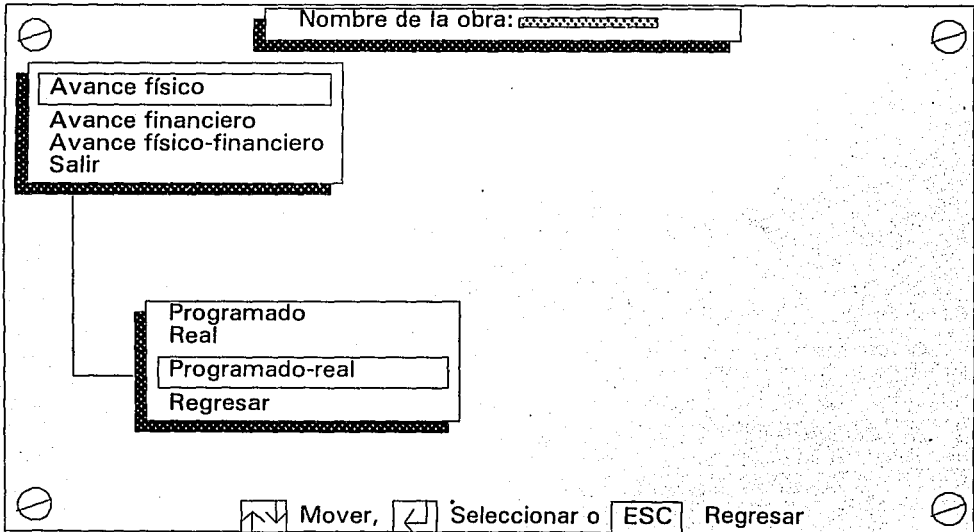 Nombre de la obra:
Avance físico
Avance financiero
Avance físico-financiero
Salir
Programado
Real
Programado-real
Regresar
Mover, Seleccionar o ESC Regresar